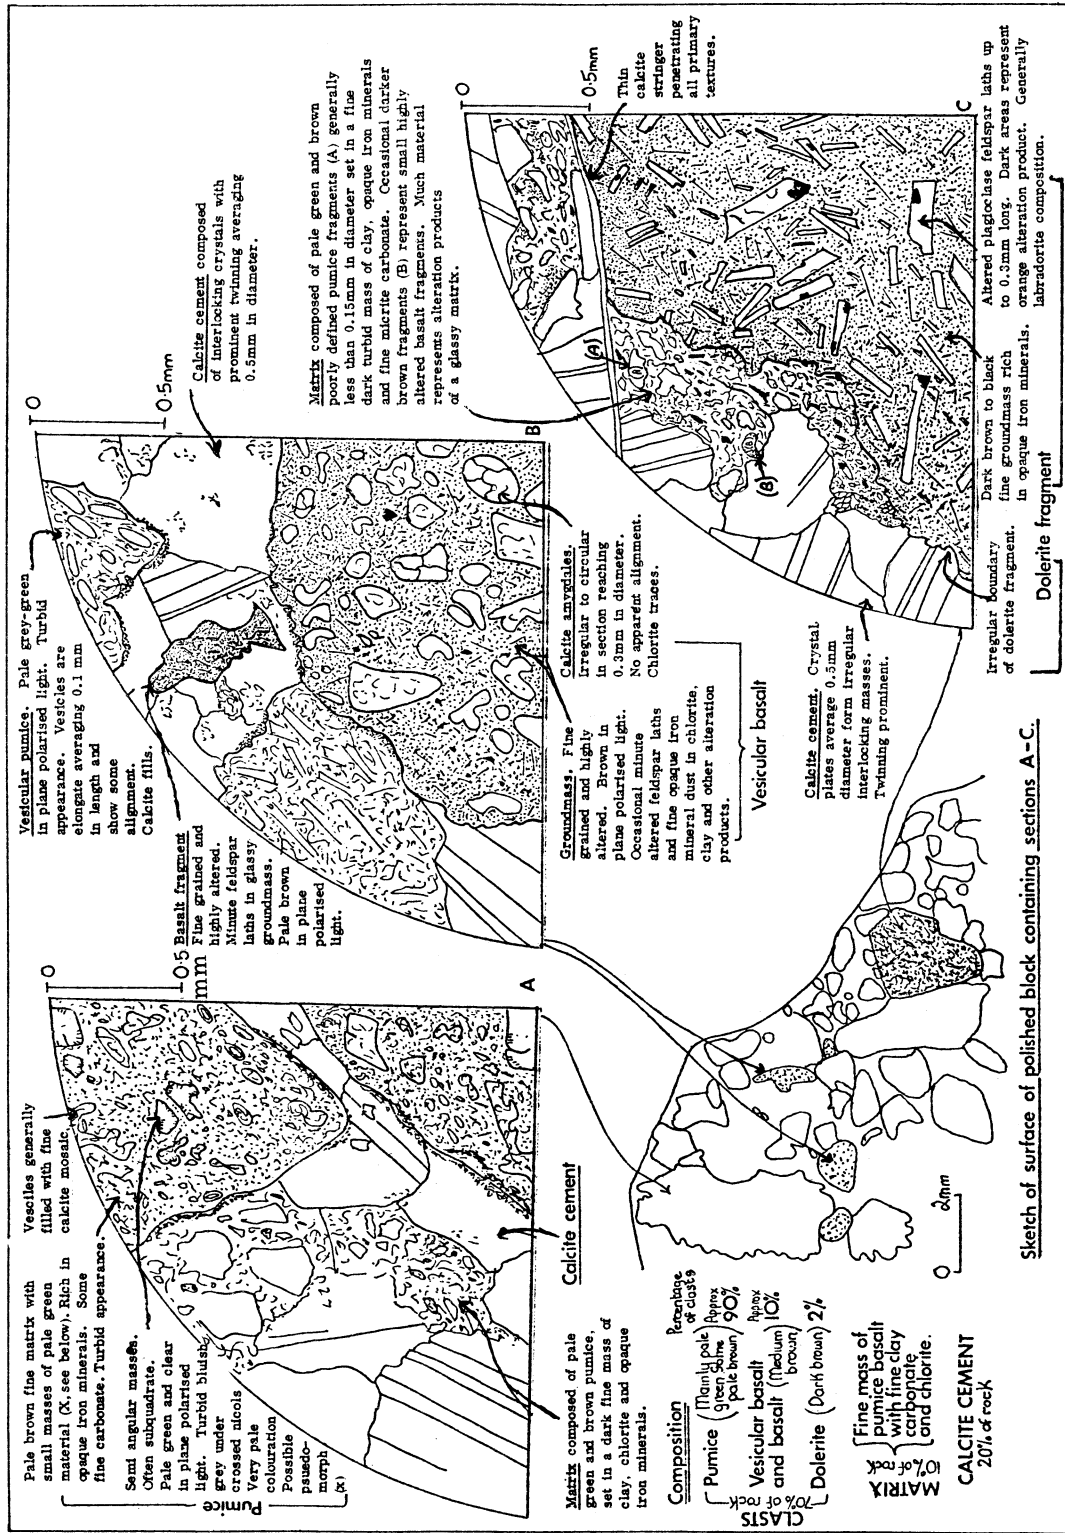 Pale brown fine matrix with
small masses of pale green
material (X, see below). Rich in
opaque iron minerals. Some
fine carbonate. Turbid appearance.
Vesciles generally
filled with fine
calcite mosaic
Semi angular masses.
Often subquadrate.
Pale green and clear
in plane polarised
light. Turbid bluish
grey under
crossed nicols
Very pale
colouration
Possible
psuedo-
morph
(x)
Pumice
0
0.5
mm
A
Calcite cement
Matrix composed of pale
green and brown pumice,
set in a dark fine mass of
clay, chlorite and opaque
iron minerals.
Vesicular pumice. Pale grey-green
in plane polarised light. Turbid
appearance. Vesicles are
elongate averaging 0.1 mm
in length and
show some
alignment.
Calcite fills.
Basalt fragment
Fine grained and
highly altered.
Minute feldspar
laths in glassy
groundmass.
Pale brown
in plane
polarised
light.
0
0.5mm
B
Calcite cement composed
of interlocking crystals with
prominent twinning averaging
0.5mm in diameter.
Groundmass. Fine
grained and highly
altered. Brown in
plane polarised light.
Occasional minute
altered feldspar laths
and fine opaque iron
mineral dust in chlorite,
clay and other alteration
products.
Calcite amygdales.
Irregular to circular
in section reaching
0.3mm in diameter.
No apparent alignment.
Chlorite traces.
Vesicular basalt
Matrix composed of pale green and brown
poorly defined pumice fragments (A) generally
less than 0.15mm in diameter set in a fine
dark turbid mass of clay, opaque iron minerals
and fine micrite carbonate. Occasional darker
brown fragments (B) represent small highly
altered basalt fragments. Much material
represents alteration products
of a glassy matrix.
0
0.5mm
Thin
calcite
stringer
penetrating
all primary
textures.
(A)
(B)
C
Calcite cement. Crystal
plates average 0.5mm
diameter form irregular
interlocking masses.
Twinning prominent.
Irregular boundary
of dolerite fragment.
Dark brown to black
fine groundmass rich
in opaque iron minerals.
Altered plagioclase feldspar laths up
to 0.3mm long. Dark areas represent
orange alteration product. Generally
labradorite composition.
Dolerite fragment
Composition
Percentage
of clasts
Pumice (Mainly pale
green some
pale brown) Approx
90%
Vesicular basalt
and basalt (Medium
brown) Approx
10%
Dolerite (Dark brown) 2%
CLASTS
70% of rock
MATRIX
10% of rock
Fine mass of
pumice basalt
with fine clay
carbonate
and chlorite.
CALCITE CEMENT
20% of rock
0
2mm
Sketch of surface of polished block containing sections A-C.